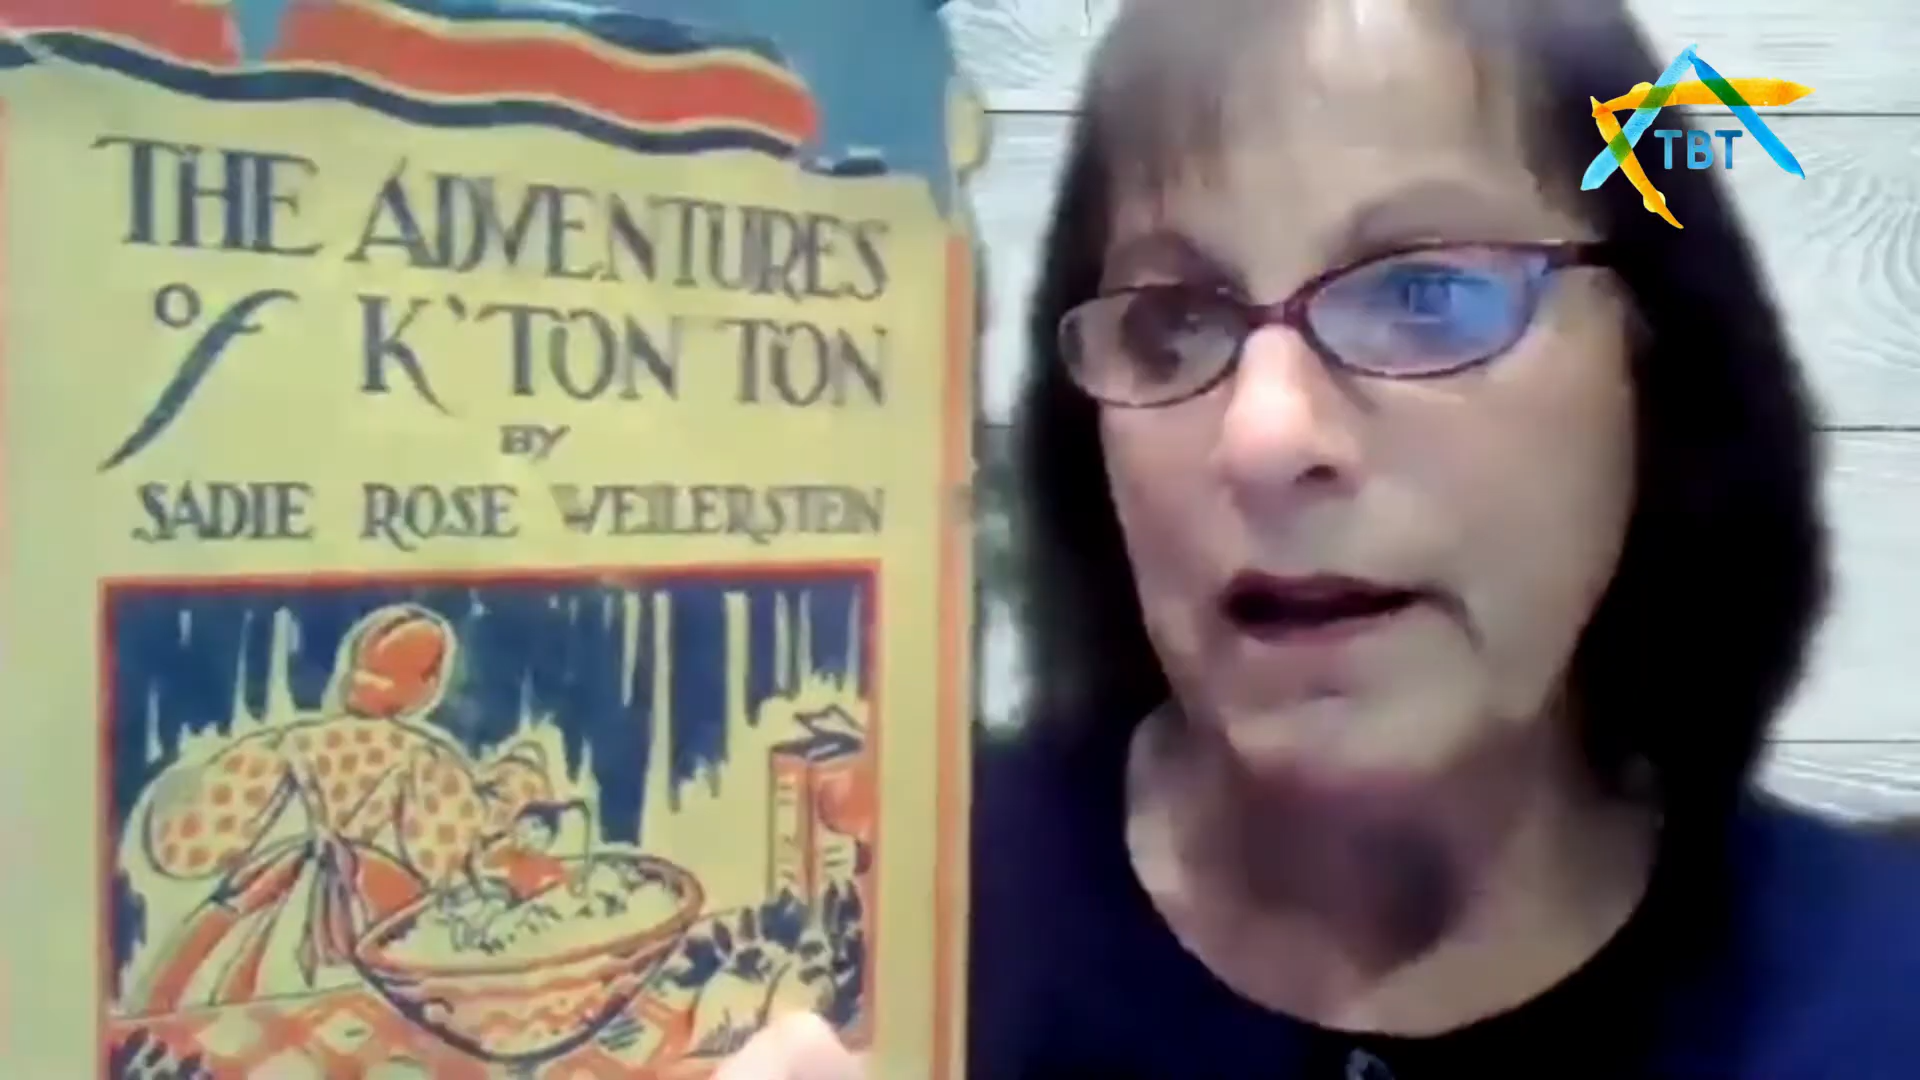 THE ADVENTURES
of K'TON TON
BY
SADIE ROSE WEILERSTEIN
TBT